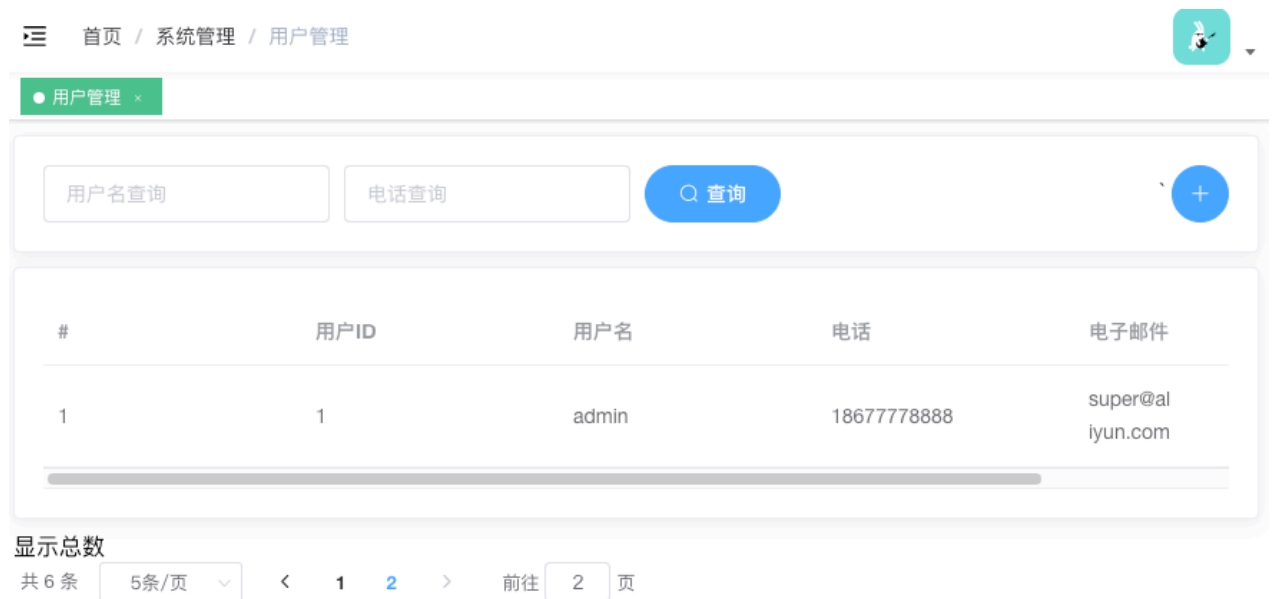 首页 / 系统管理 / 用户管理
用户管理 ×
用户名查询 电话查询 查询 ` +
# 用户ID 用户名 电话 电子邮件
1 1 admin 18677778888 super@al
iyun.com
显示总数
共 6 条 5条/页 1 2 前往 2 页